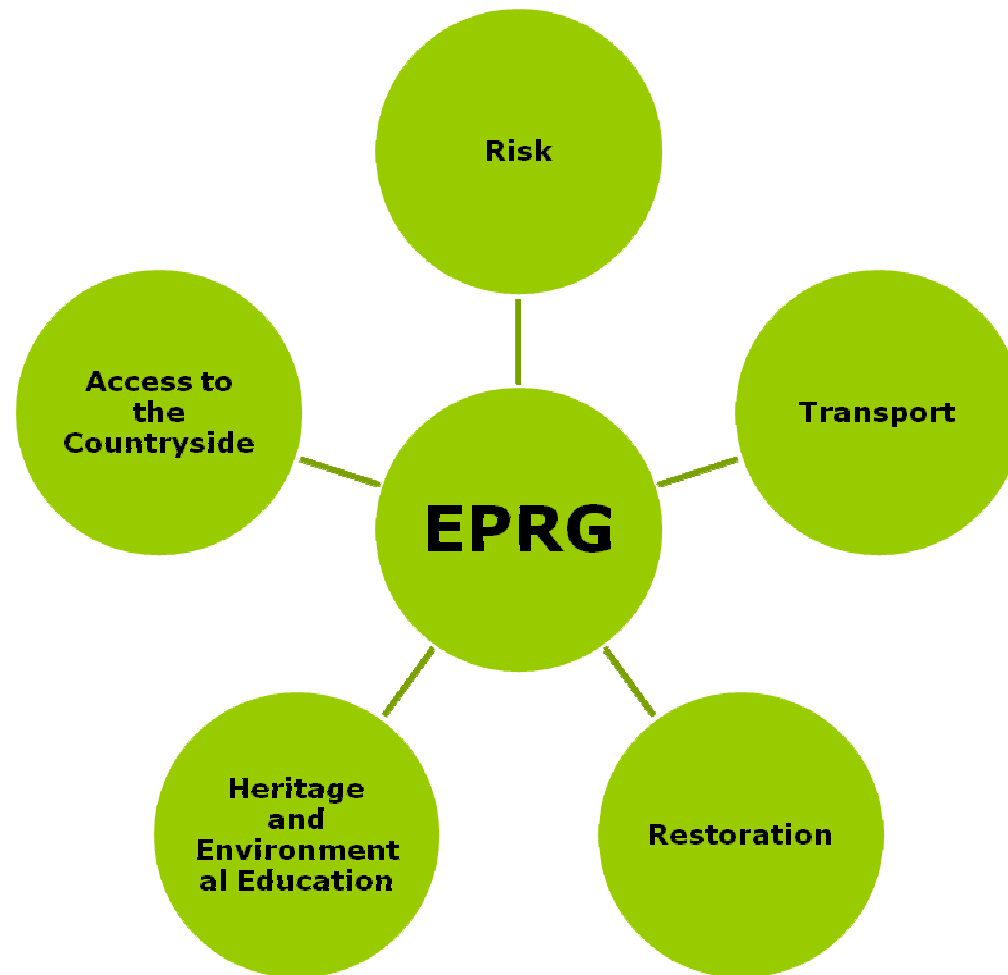 Risk
Access to
the
Countryside
Transport
EPRG
Heritage
and
Environment
al Education
Restoration